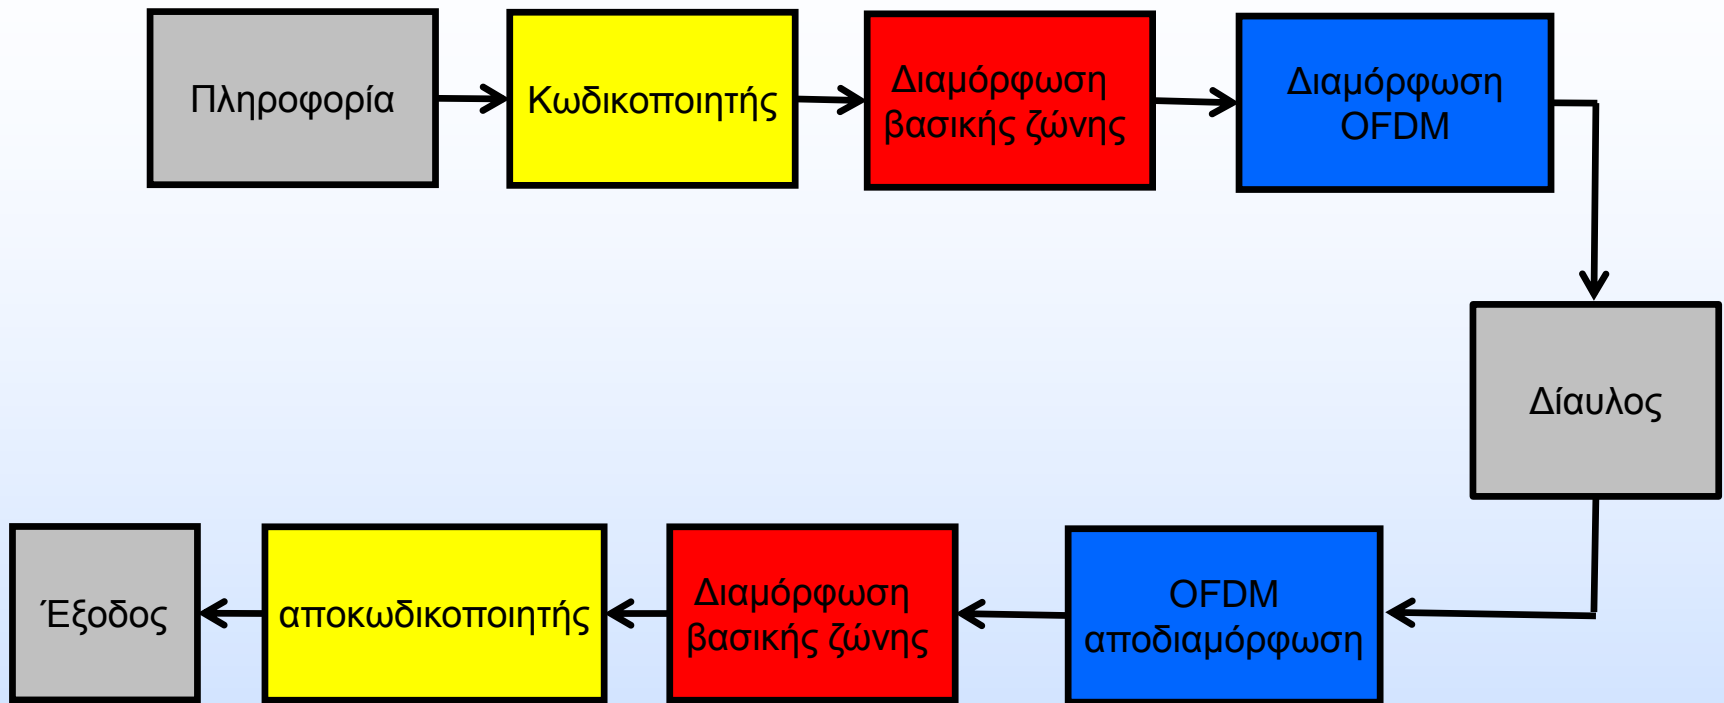 Πληροφορία
Κωδικοποιητής
Διαμόρφωση
βασικής ζώνης
Διαμόρφωση
OFDM
Δίαυλος
Έξοδος
αποκωδικοποιητής
Διαμόρφωση
βασικής ζώνης
OFDM
αποδιαμόρφωση